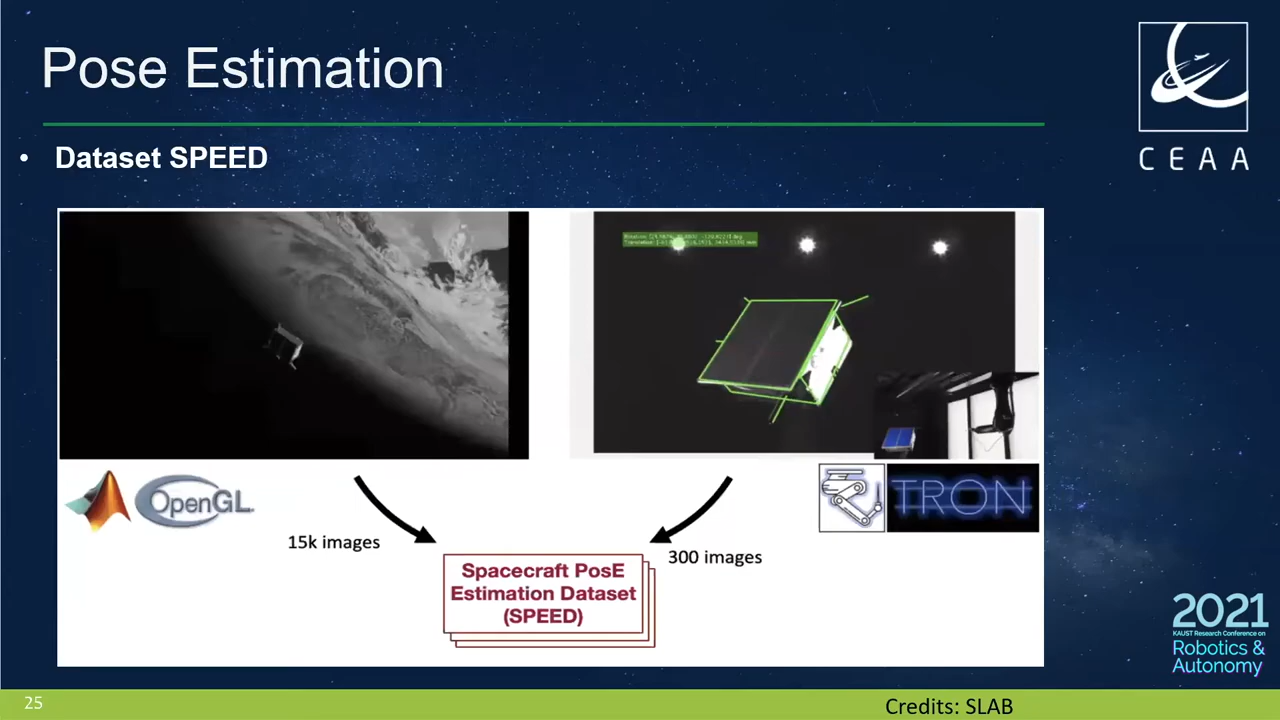 Pose Estimation
CEAA
• Dataset SPEED
OpenGL
TRON
15k images
300 images
Spacecraft PosE
Estimation Dataset
(SPEED)
2021
KAUST Research Conference on
Robotics &
Autonomy
25
Credits: SLAB